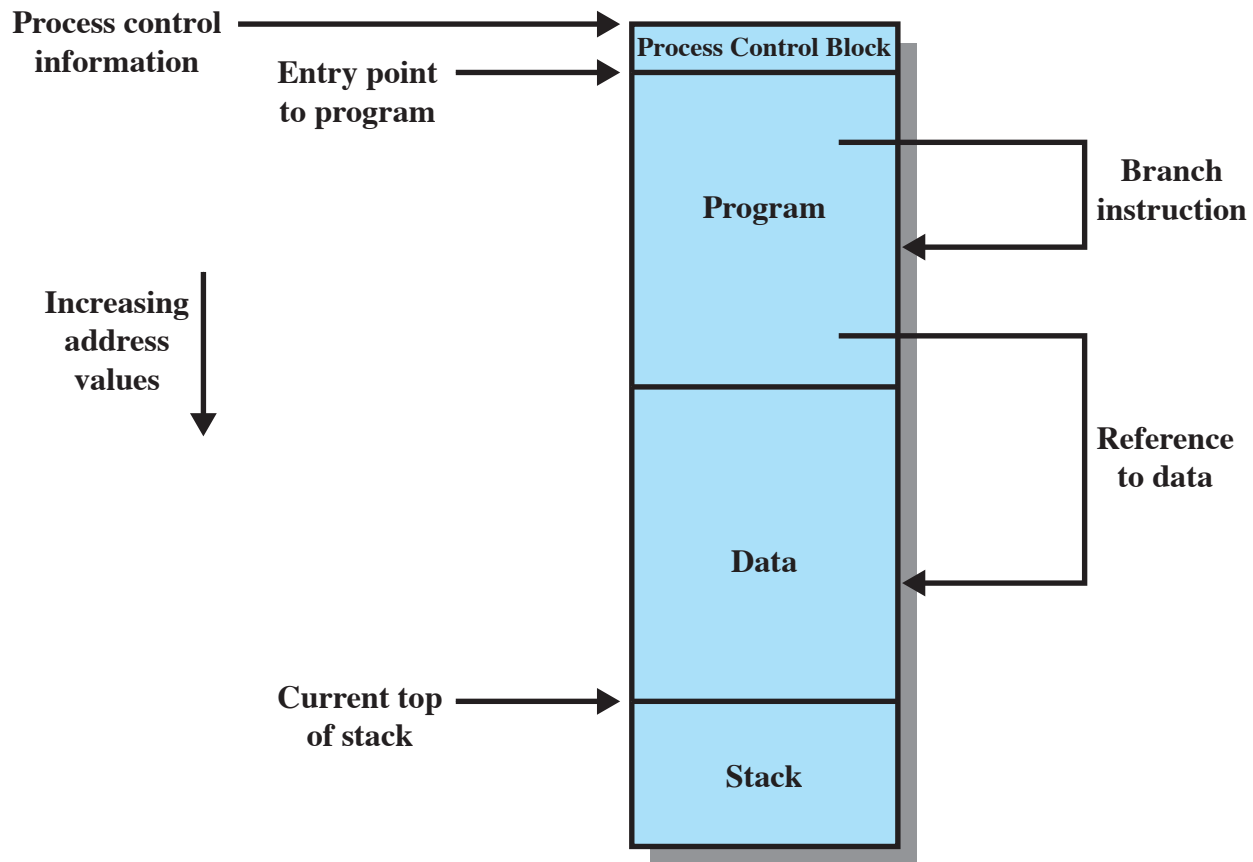 Process control
information
Process Control Block
Entry point
to program
Program
Branch
instruction
Increasing
address
values
Reference
to data
Data
Current top
of stack
Stack